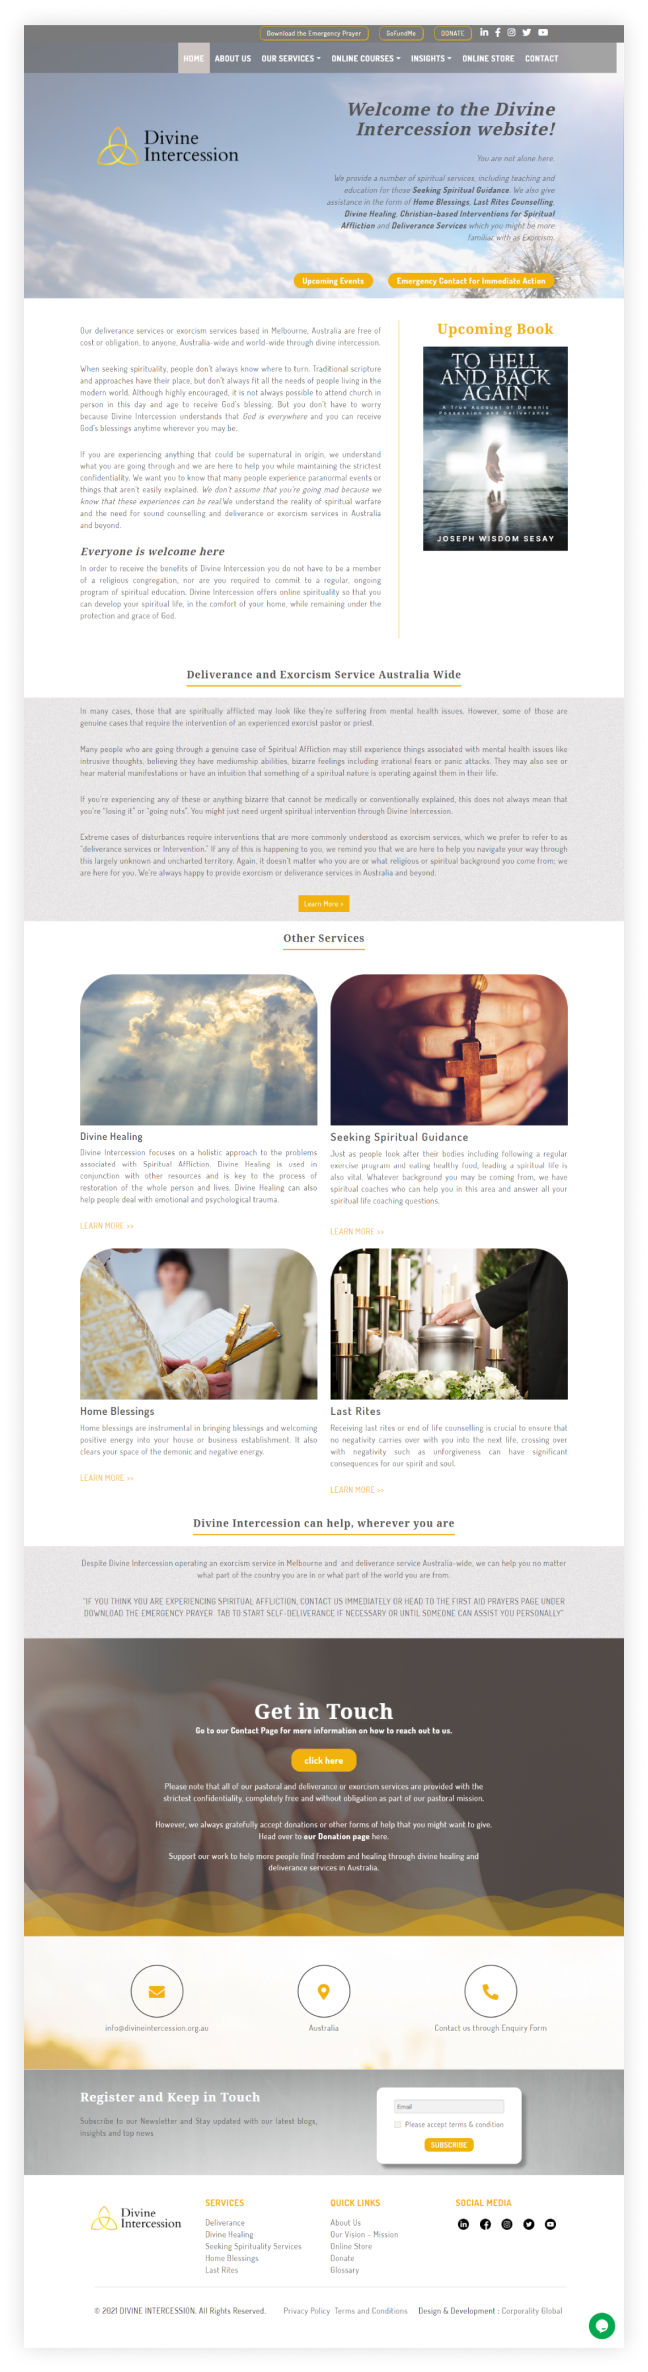 Download the Emergency Prayer
GoFundMe
DONATE
HOME ABOUT US OUR SERVICES ONLINE COURSES INSIGHTS ONLINE STORE CONTACT
Divine
Intercession
Welcome to the Divine
Intercession website!
You are not alone here.
We provide a number of spiritual services, including teaching and
education for those Seeking Spiritual Guidance. We also give
assistance in the form of Home Blessings, Last Rites Counselling,
Divine Healing, Christian-based Interventions for Spiritual
Affliction and Deliverance Services which you might be more
familiar with as Exorcism.
Upcoming Events
Emergency Contact for Immediate Action
Our deliverance services or exorcism services based in Melbourne, Australia are free of
cost or obligation, to anyone, Australia-wide and world-wide through divine intercession.
When seeking spirituality, people don't always know where to turn. Traditional scripture
and approaches have their place, but don't always fit all the needs of people living in the
modern world. Although highly encouraged, it is not always possible to attend church in
person in this day and age to receive God's blessing. But you don't have to worry
because Divine Intercession understands that God is everywhere and you can receive
God's blessings anytime wherever you may be.
If you are experiencing anything that could be supernatural in origin, we understand
what you are going through and we are here to help you while maintaining the strictest
confidentiality. We want you to know that many people experience paranormal events or
things that aren't easily explained. We don't assume that you're going mad because we
know that these experiences can be real.We understand the reality of spiritual warfare
and the need for sound counselling and deliverance or exorcism services in Australia
and beyond.
Everyone is welcome here
In order to receive the benefits of Divine Intercession you do not have to be a member
of a religious congregation, nor are you required to commit to a regular, ongoing
program of spiritual education. Divine Intercession offers online spirituality so that you
can develop your spiritual life, in the comfort of your home, while remaining under the
protection and grace of God.
Upcoming Book
TO HELL
AND BACK
AGAIN
A True Account of Demonic
Possession and Deliverance
JOSEPH WISDOM SESAY
Deliverance and Exorcism Service Australia Wide
In many cases, those that are spiritually afflicted may look like they're suffering from mental health issues. However, some of those are
genuine cases that require the intervention of an experienced exorcist pastor or priest.
Many people who are going through a genuine case of Spiritual Affliction may still experience things associated with mental health issues like
intrusive thoughts, believing they have mediumship abilities, bizarre feelings including irrational fears or panic attacks. They may also see or
hear material manifestations or have an intuition that something of a spiritual nature is operating against them in their life.
If you're experiencing any of these or anything bizarre that cannot be medically or conventionally explained, this does not always mean that
you're "losing it" or "going nuts". You might just need urgent spiritual intervention through Divine Intercession.
Extreme cases of disturbances require interventions that are more commonly understood as exorcism services, which we prefer to refer to as
"deliverance services or Intervention." If any of this is happening to you, we remind you that we are here to help you navigate your way through
this largely unknown and uncharted territory. Again, it doesn't matter who you are or what religious or spiritual background you come from; we
are here for you. We're always happy to provide exorcism or deliverance services in Australia and beyond.
Learn More >
Other Services
Divine Healing
Divine Intercession focuses on a holistic approach to the problems
associated with Spiritual Affliction. Divine Healing is used in
conjunction with other resources and is key to the process of
restoration of the whole person and lives. Divine Healing can also
help people deal with emotional and psychological trauma.
LEARN MORE >>
Seeking Spiritual Guidance
Just as people look after their bodies including following a regular
exercise program and eating healthy food, leading a spiritual life is
also vital. Whatever background you may be coming from, we have
spiritual coaches who can help you in this area and answer all your
spiritual life coaching questions.
LEARN MORE >>
Home Blessings
Home blessings are instrumental in bringing blessings and welcoming
positive energy into your house or business establishment. It also
clears your space of the demonic and negative energy.
LEARN MORE >>
Last Rites
Receiving last rites or end of life counselling is crucial to ensure that
no negativity carries over with you into the next life, crossing over
with negativity such as unforgiveness can have significant
consequences for our spirit and soul.
LEARN MORE >>
Divine Intercession can help, wherever you are
Despite Divine Intercession operating an exorcism service in Melbourne and and deliverance service Australia-wide, we can help you no matter
what part of the country you are in or what part of the world you are from.
"IF YOU THINK YOU ARE EXPERIENCING SPIRITUAL AFFLICTION, CONTACT US IMMEDIATELY OR HEAD TO THE FIRST AID PRAYERS PAGE UNDER
DOWNLOAD THE EMERGENCY PRAYER TAB TO START SELF-DELIVERANCE IF NECESSARY OR UNTIL SOMEONE CAN ASSIST YOU PERSONALLY"
Get in Touch
Go to our Contact Page for more information on how to reach out to us.
click here
Please note that all of our pastoral and deliverance or exorcism services are provided with the
strictest confidentiality, completely free and without obligation as part of our pastoral mission.
However, we always gratefully accept donations or other forms of help that you might want to give.
Head over to our Donation page here.
Support our work to help more people find freedom and healing through divine healing and
deliverance services in Australia.
info@divineintercession.org.au
Australia
Contact us through Enquiry Form
Register and Keep in Touch
Subscribe to our Newsletter and Stay updated with our latest blogs,
insights and top news
Email
Please accept terms & condition
SUBSCRIBE
Divine
Intercession
SERVICES
Deliverance
Divine Healing
Seeking Spirituality Services
Home Blessings
Last Rites
QUICK LINKS
About Us
Our Vision - Mission
Online Store
Donate
Glossary
SOCIAL MEDIA
© 2021 DIVINE INTERCESSION. All Rights Reserved.
Privacy Policy Terms and Conditions
Design & Development : Corporality Global